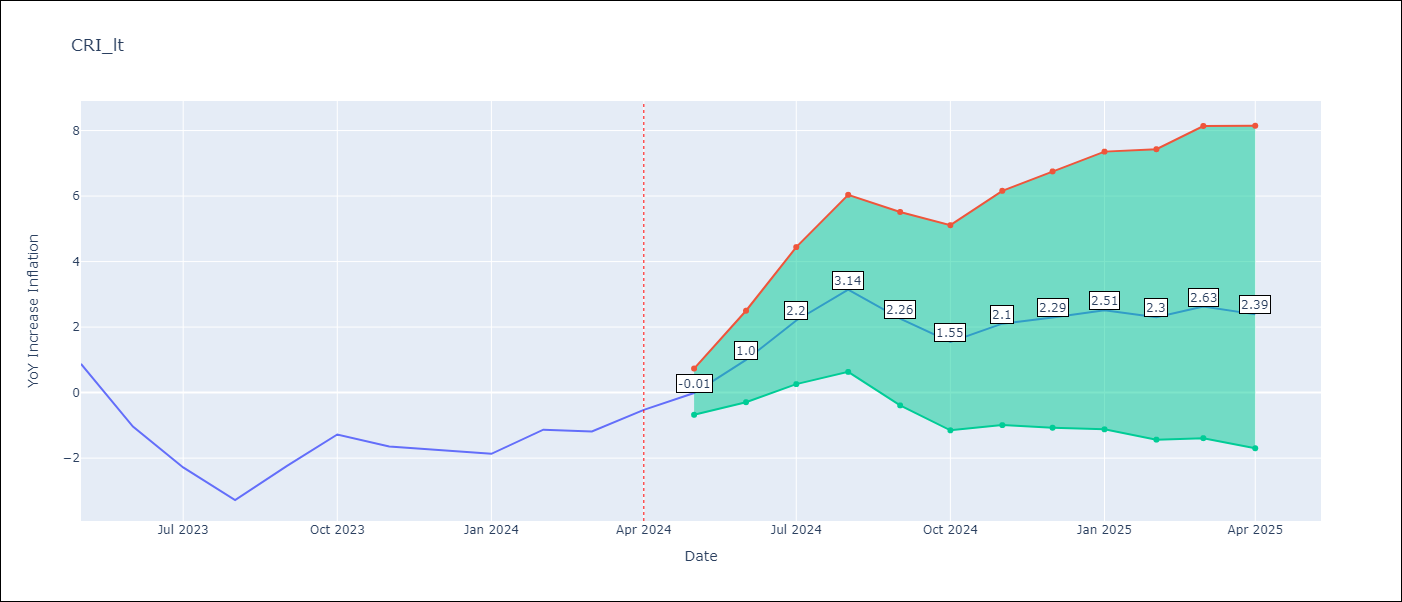 CRI_lt
YoY Increase Inflation
8
6
4
2
0
−2
-0.01
1.0
2.2
3.14
2.26
1.55
2.1
2.29
2.51
2.3
2.63
2.39
Jul 2023
Oct 2023
Jan 2024
Apr 2024
Jul 2024
Oct 2024
Jan 2025
Apr 2025
Date